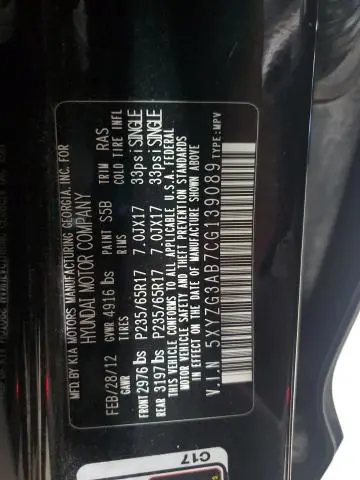 MFD. BY KIA MOTORS MANUFACTURING GEORGIA, INC. FOR
HYUNDAI MOTOR COMPANY
FEB/28/12 GVWR 4916 lbs PAINT S5B TRIM RAS
GAWR TIRES RIMS COLD TIRE INFL
FRONT 2976 lbs P235/65R17 7.0JX17 33psi SINGLE
REAR 3197 lbs P235/65R17 7.0JX17 33psi SINGLE
THIS VEHICLE CONFORMS TO ALL APPLICABLE U.S.A. FEDERAL
MOTOR VEHICLE SAFETY AND THEFT PREVENTION STANDARDS
IN EFFECT ON THE DATE OF MANUFACTURE SHOWN ABOVE.
V.I.N 5XYZG3AB7CG139089 TYPE:MPV
C17